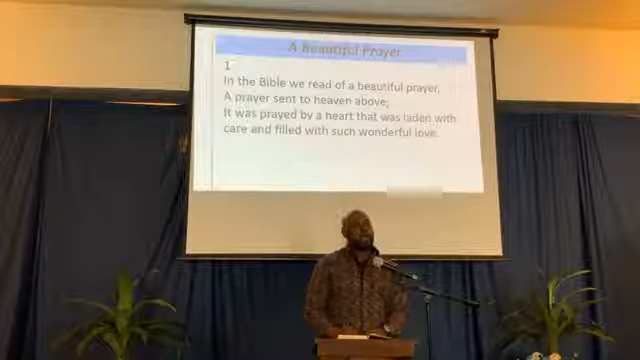 A Beautiful Prayer
1
In the Bible we read of a beautiful prayer,
A prayer sent to heaven above;
It was prayed by a heart that was laden with
care and filled with such wonderful love.